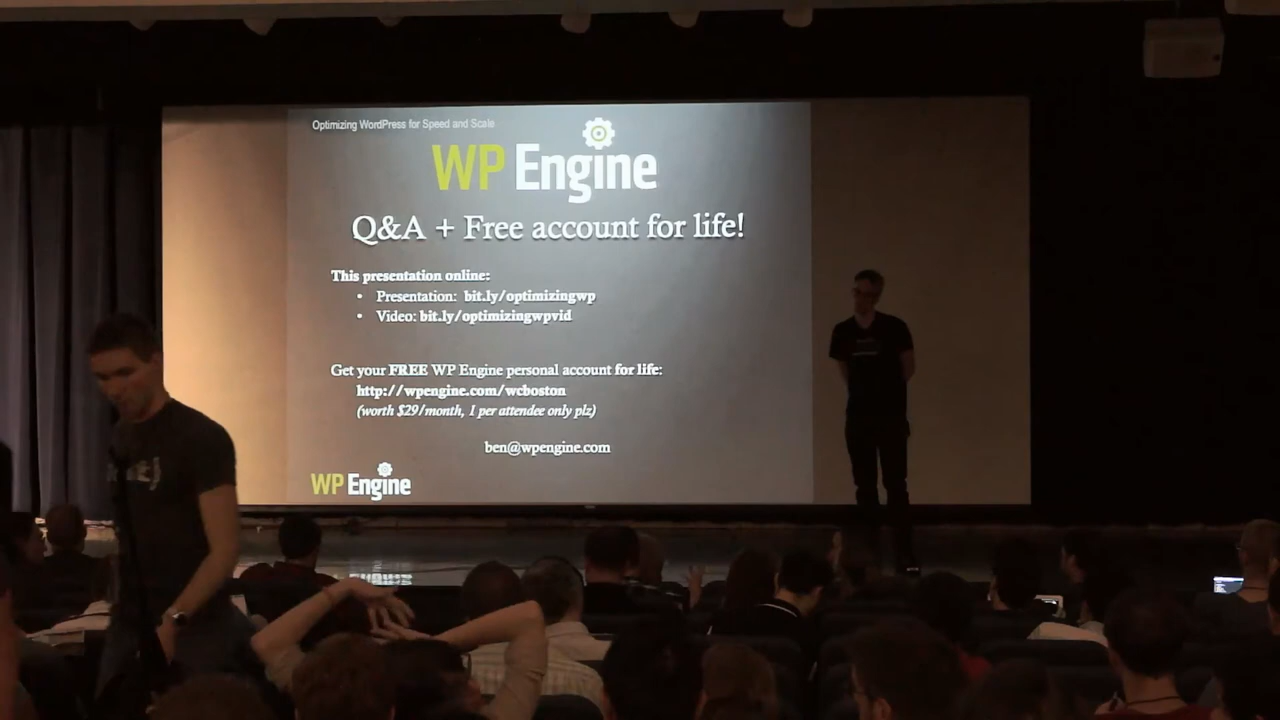 Optimizing WordPress for Speed and Scale
WP Engine
Q&A + Free account for life!
This presentation online:
• Presentation: bit.ly/optimizingwp
• Video: bit.ly/optimizingwpvid
Get your FREE WP Engine personal account for life:
http://wpengine.com/wcboston
(worth $29/month, 1 per attendee only plz)
ben@wpengine.com
WP Engine